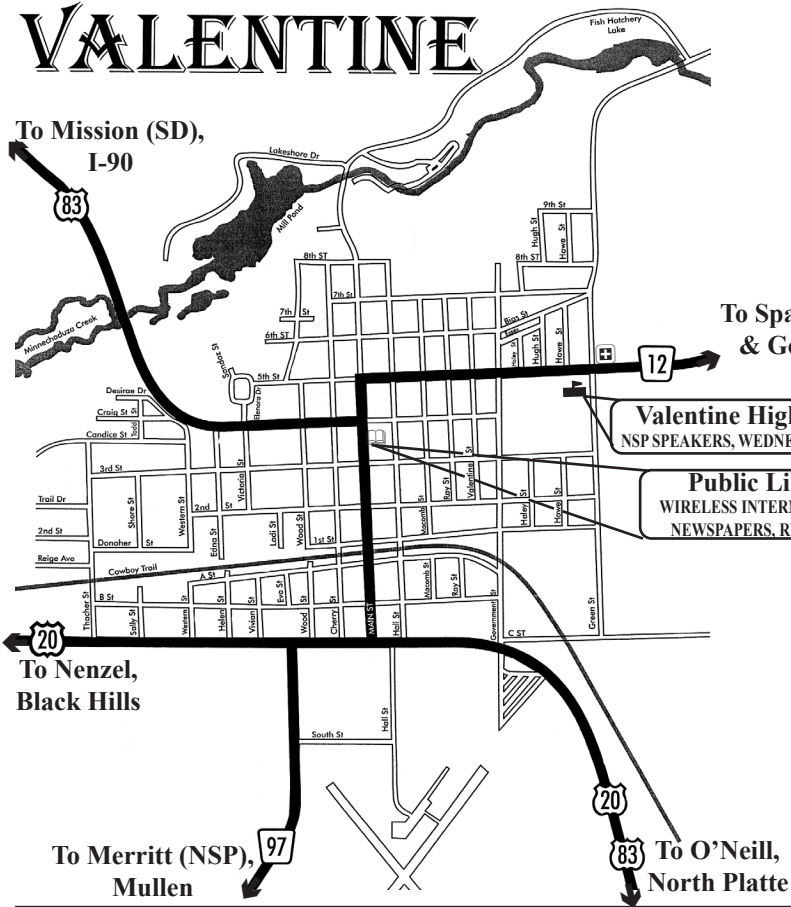 VALENTINE
Fish Hatchery
Lake
To Mission (SD),
I-90
83
Lakeshore Dr
Mill Pond
Minnechaduza Creek
9th St
Hugh St
Howe St
8th ST
8th ST
7th St
7th St
6th ST
Haley St
Hugh St
Howe
12
5th St
Sandoz St
Elenora Dr
Desirae Dr
Craig St
Todd St
Candice St
Valentine Hig
NSP SPEAKERS, WEDNE
3rd St
Victoria St
Ray St
Valentine St
Public Li
WIRELESS INTERN
NEWSPAPERS, R
Trail Dr
Shore St
Western St
2nd St
Edna St
Lodi St
Wood St
Macomb St
Haley
Howe
2nd St
Donoher St
1st St
Reige Ave
Cowboy Trail
A St
B St
Thacher St
Sally St
Western
Helen
Vivian
Eva St
Wood
Cherry
MAIN ST
Hall St
Macomb St
Ray St
Government
Green St
C ST
20
To Nenzel,
Black Hills
South St
Hall St
20
83
To Merritt (NSP),
Mullen
97
To O'Neill,
North Platte